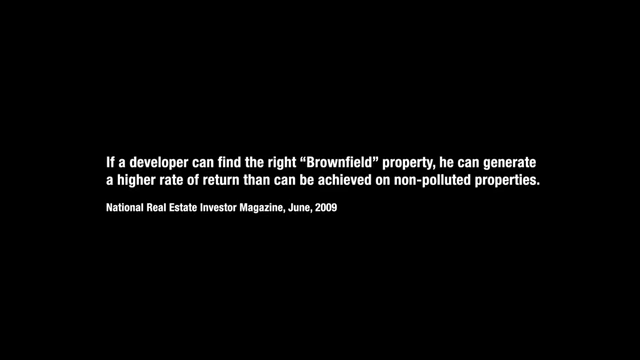 If a developer can find the right “Brownfield” property, he can generate
a higher rate of return than can be achieved on non-polluted properties.
National Real Estate Investor Magazine, June, 2009